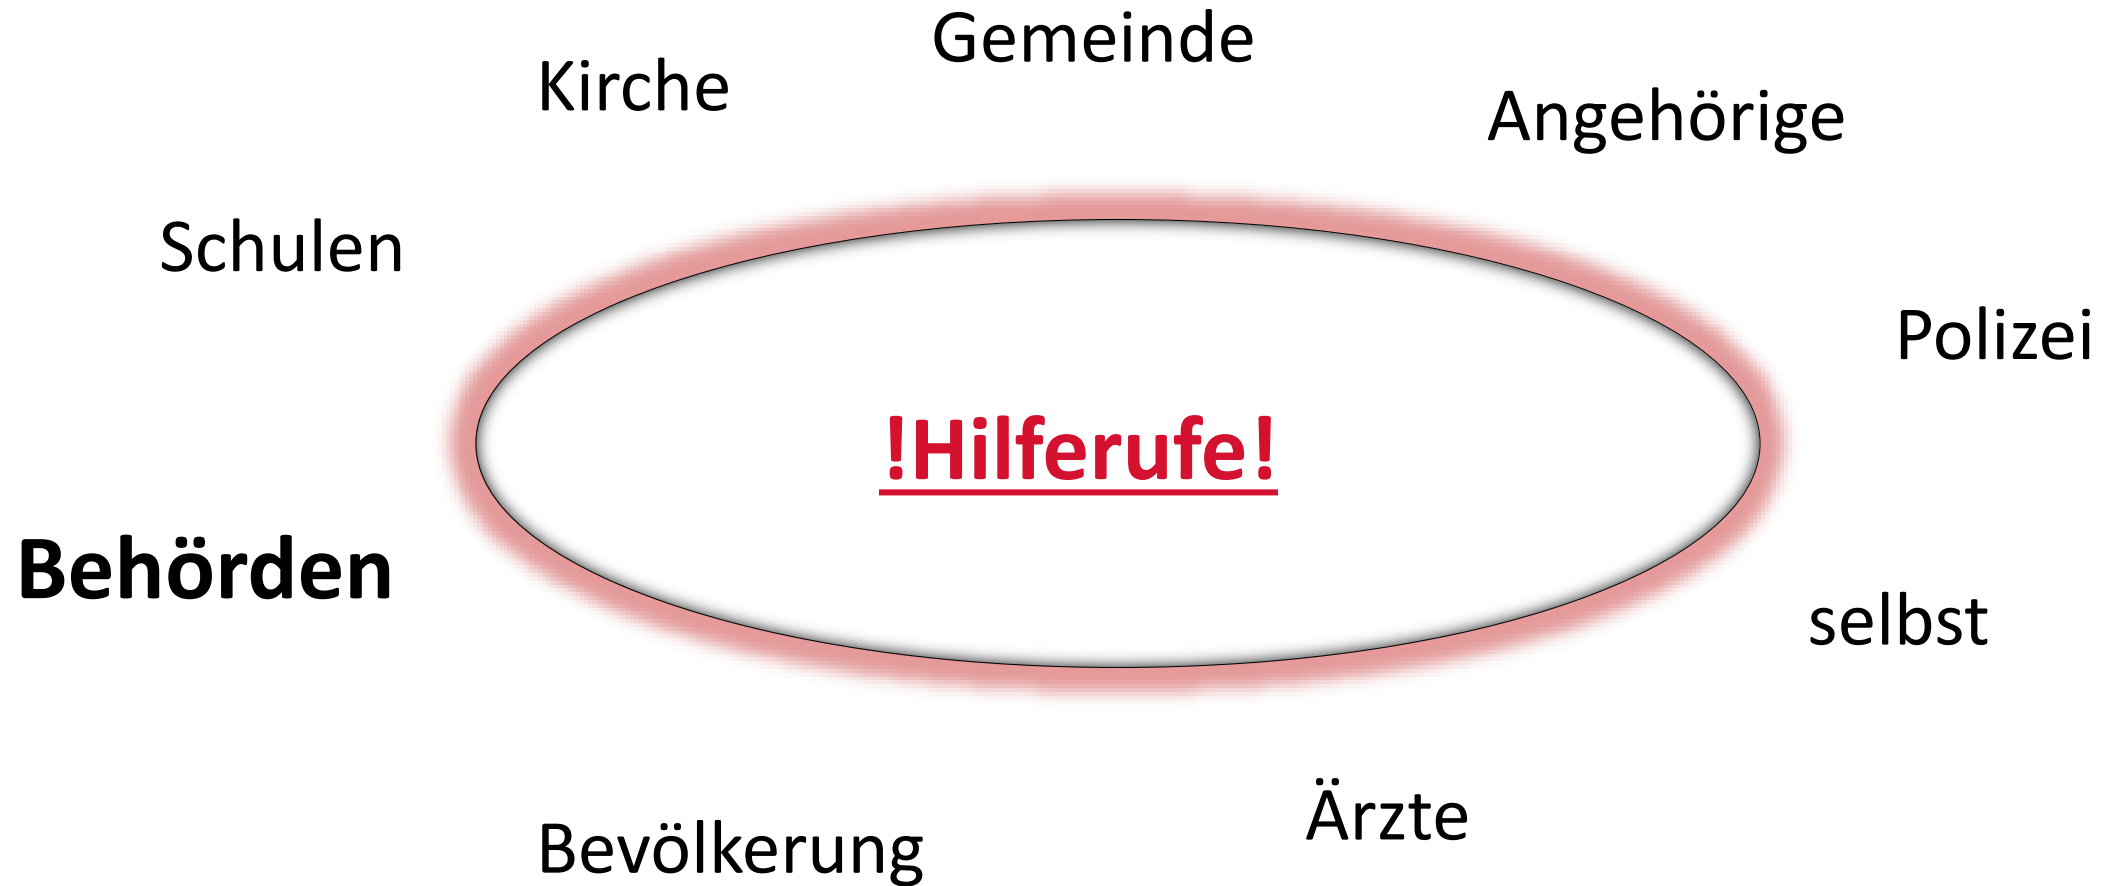 Gemeinde
Kirche
Angehörige
Schulen
Polizei
!Hilferufe!
Behörden
selbst
Ärzte
Bevölkerung